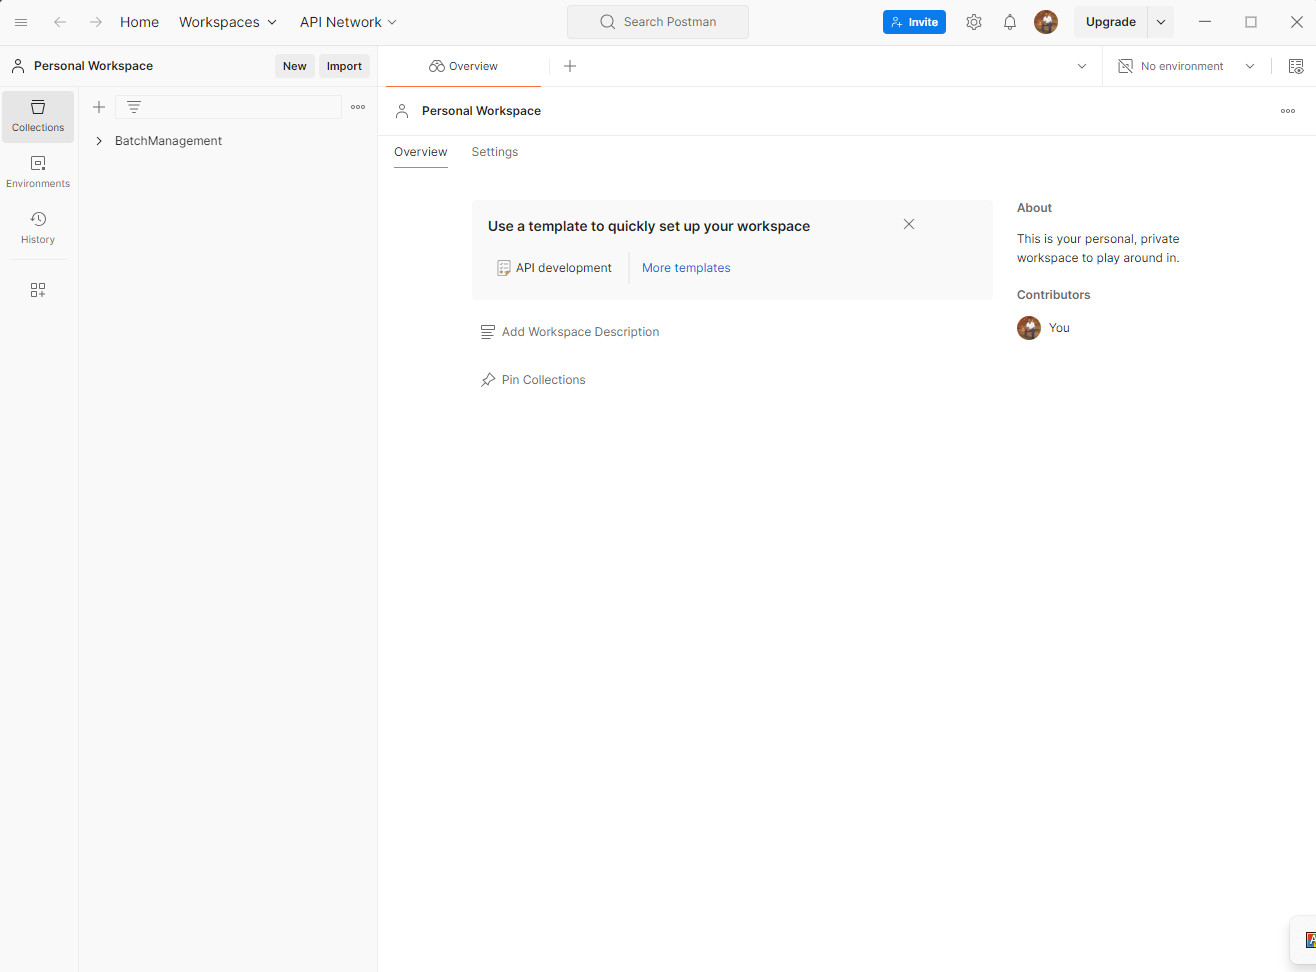 Home Workspaces API Network Search Postman Invite Upgrade
Personal Workspace New Import Overview No environment
Collections
Environments
History
BatchManagement
Personal Workspace
Overview Settings
Use a template to quickly set up your workspace
API development More templates
Add Workspace Description
Pin Collections
About
This is your personal, private
workspace to play around in.
Contributors
You